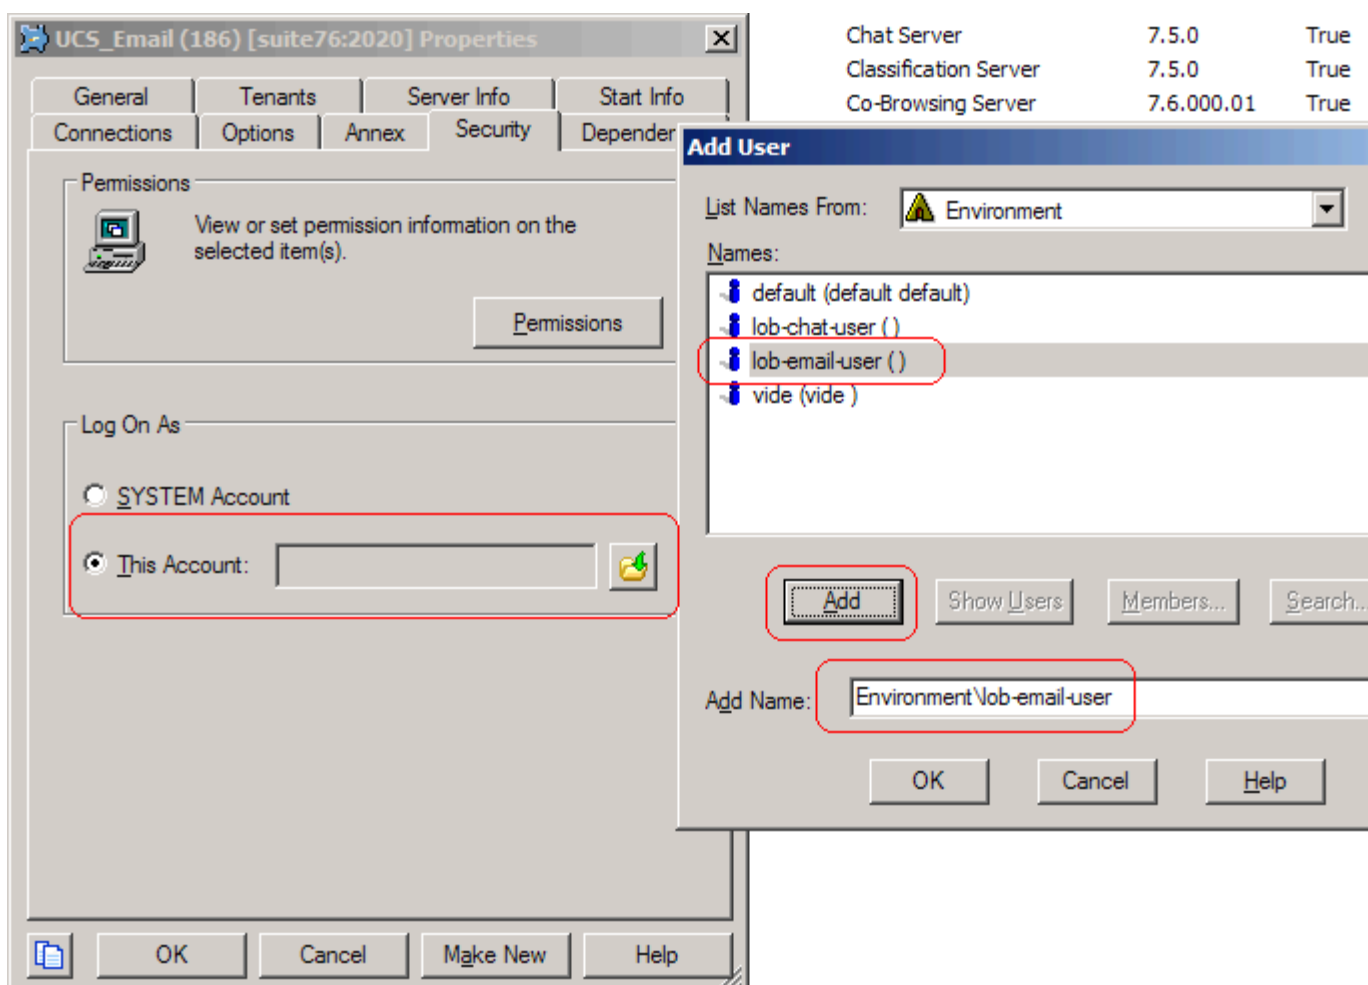 UCS_Email (186) [suite76:2020] Properties
General Tenants Server Info Start Info
Connections Options Annex Security Depender
Permissions
View or set permission information on the
selected item(s).
Permissions
Log On As
SYSTEM Account
This Account:
OK Cancel Make New Help
Chat Server 7.5.0 True
Classification Server 7.5.0 True
Co-Browsing Server 7.6.000.01 True
Add User
List Names From: Environment
Names:
default (default default)
lob-chat-user ( )
lob-email-user ( )
vide (vide )
Add Show Users Members... Search...
Add Name: Environment\lob-email-user
OK Cancel Help